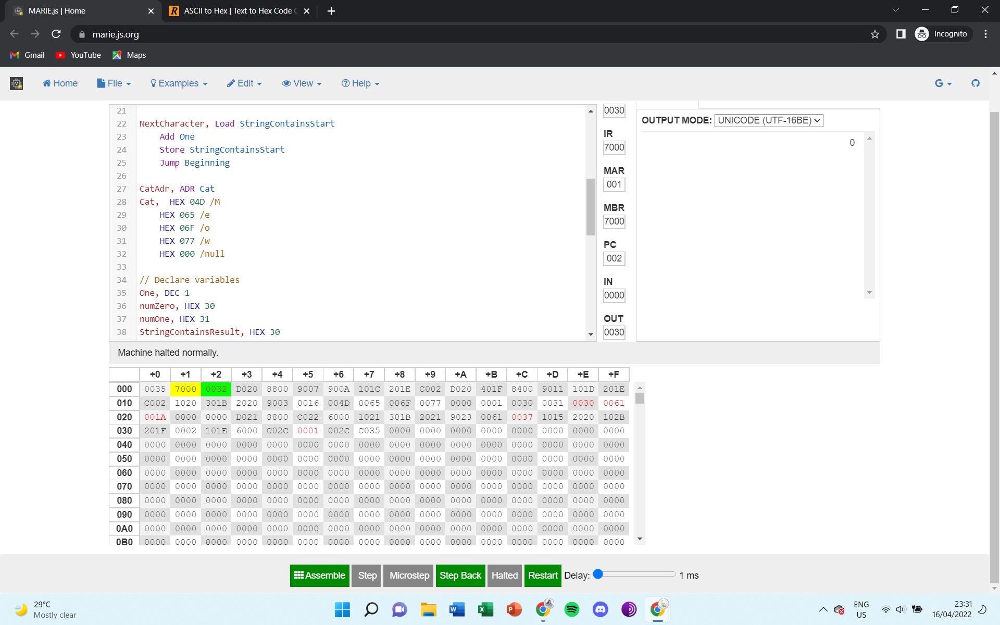 MARIE.js | Home
ASCII to Hex | Text to Hex Code C
marie.js.org
Incognito
Gmail
YouTube
Maps
Home
File
Examples
Edit
View
Help
G
21
22 NextCharacter, Load StringContainsStart
23 Add One
24 Store StringContainsStart
25 Jump Beginning
26
27 CatAdr, ADR Cat
28 Cat, HEX 04D /M
29 HEX 065 /e
30 HEX 06F /o
31 HEX 077 /w
32 HEX 000 /null
33
34 // Declare variables
35 One, DEC 1
36 numZero, HEX 30
37 numOne, HEX 31
38 StringContainsResult, HEX 30
0030
IR
7000
MAR
001
MBR
7000
PC
002
IN
0000
OUT
0030
OUTPUT MODE: UNICODE (UTF-16BE)
0
Machine halted normally.
+0 +1 +2 +3 +4 +5 +6 +7 +8 +9 +A +B +C +D +E +F
000 0035 7000 0032 D020 8800 9007 900A 101C 201E C002 D020 401F 8400 9011 101D 201E
010 C002 1020 301B 2020 9003 0016 004D 0065 006F 0077 0000 0001 0030 0031 0030 0061
020 001A 0000 0000 D021 8800 C022 6000 1021 301B 2021 9023 0061 0037 1015 2020 102B
030 201F 0002 101E 6000 C02C 0001 002C C035 0000 0000 0000 0000 0000 0000 0000 0000
040 0000 0000 0000 0000 0000 0000 0000 0000 0000 0000 0000 0000 0000 0000 0000 0000
050 0000 0000 0000 0000 0000 0000 0000 0000 0000 0000 0000 0000 0000 0000 0000 0000
060 0000 0000 0000 0000 0000 0000 0000 0000 0000 0000 0000 0000 0000 0000 0000 0000
070 0000 0000 0000 0000 0000 0000 0000 0000 0000 0000 0000 0000 0000 0000 0000 0000
080 0000 0000 0000 0000 0000 0000 0000 0000 0000 0000 0000 0000 0000 0000 0000 0000
090 0000 0000 0000 0000 0000 0000 0000 0000 0000 0000 0000 0000 0000 0000 0000 0000
0A0 0000 0000 0000 0000 0000 0000 0000 0000 0000 0000 0000 0000 0000 0000 0000 0000
0B0 0000 0000 0000 0000 0000 0000 0000 0000 0000 0000 0000 0000 0000 0000 0000 0000
Assemble Step Microstep Step Back Halted Restart Delay: 1 ms
29°C
Mostly clear
ENG
US
23:31
16/04/2022